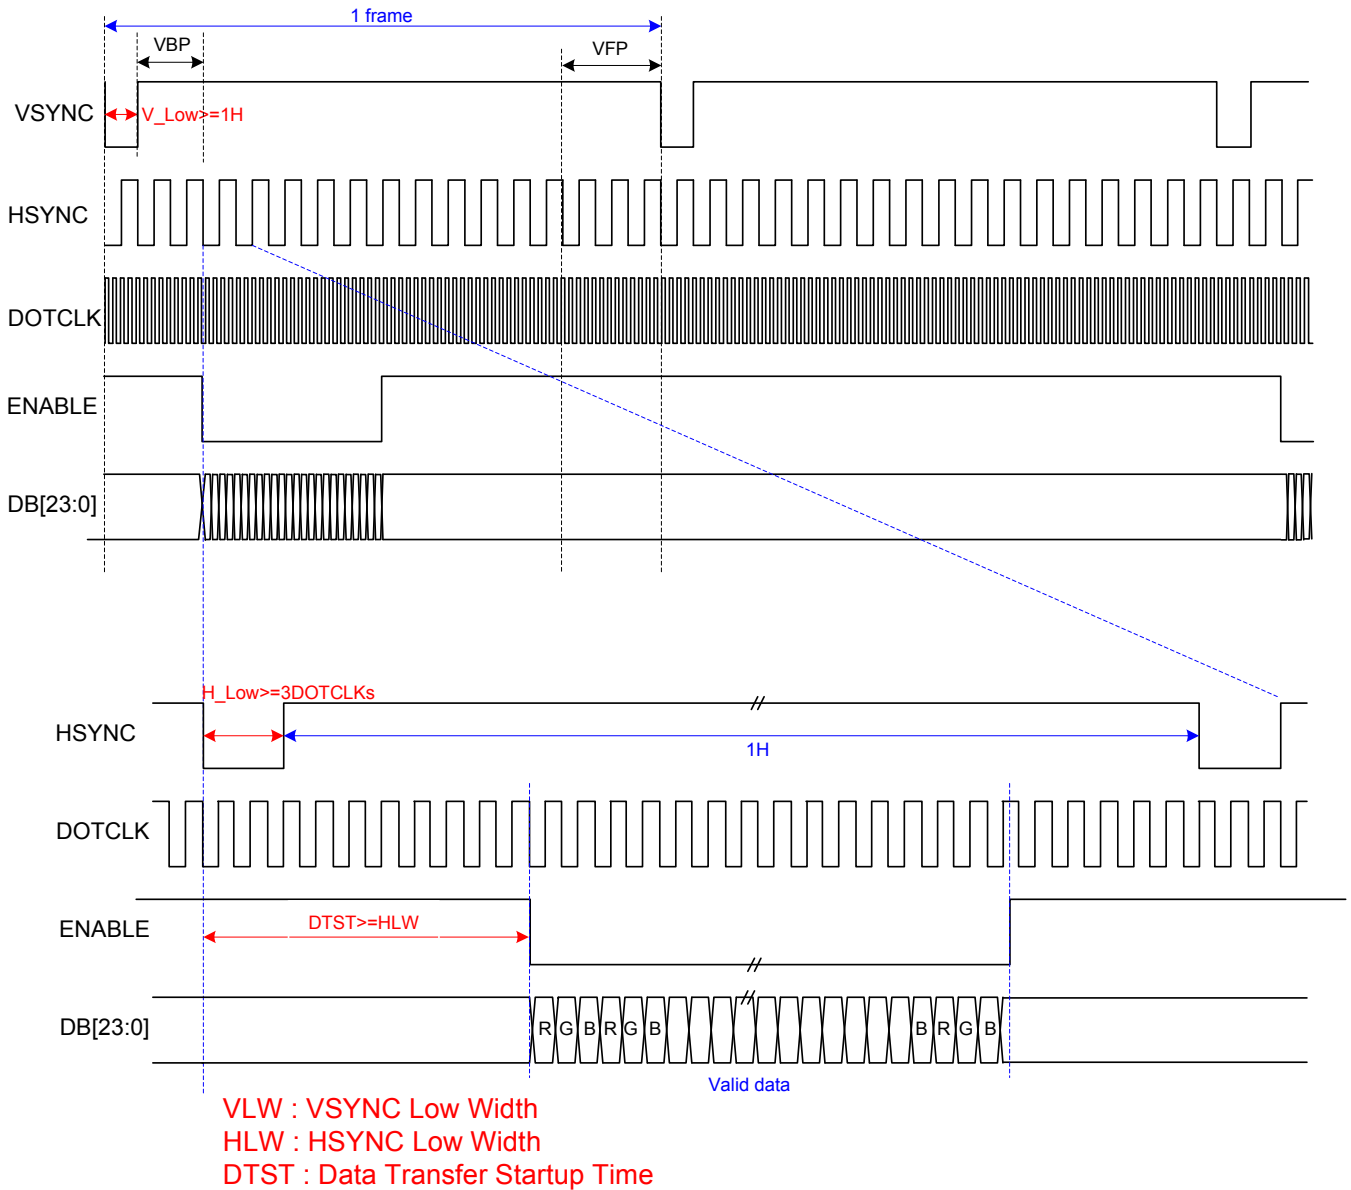 1 frame
VBP
VFP
VSYNC
V_Low>=1H
HSYNC
DOTCLK
ENABLE
DB[23:0]
H_Low>=3DOTCLKs
HSYNC
1H
DOTCLK
ENABLE
DTST>=HLW
DB[23:0]
R G B R G B B R G B
Valid data
VLW : VSYNC Low Width
HLW : HSYNC Low Width
DTST : Data Transfer Startup Time